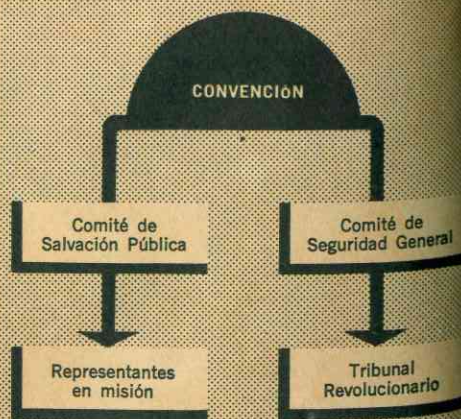 CONVENCIÓN
Comité de
Salvación Pública
Comité de
Seguridad General
Representantes
en misión
Tribunal
Revolucionario